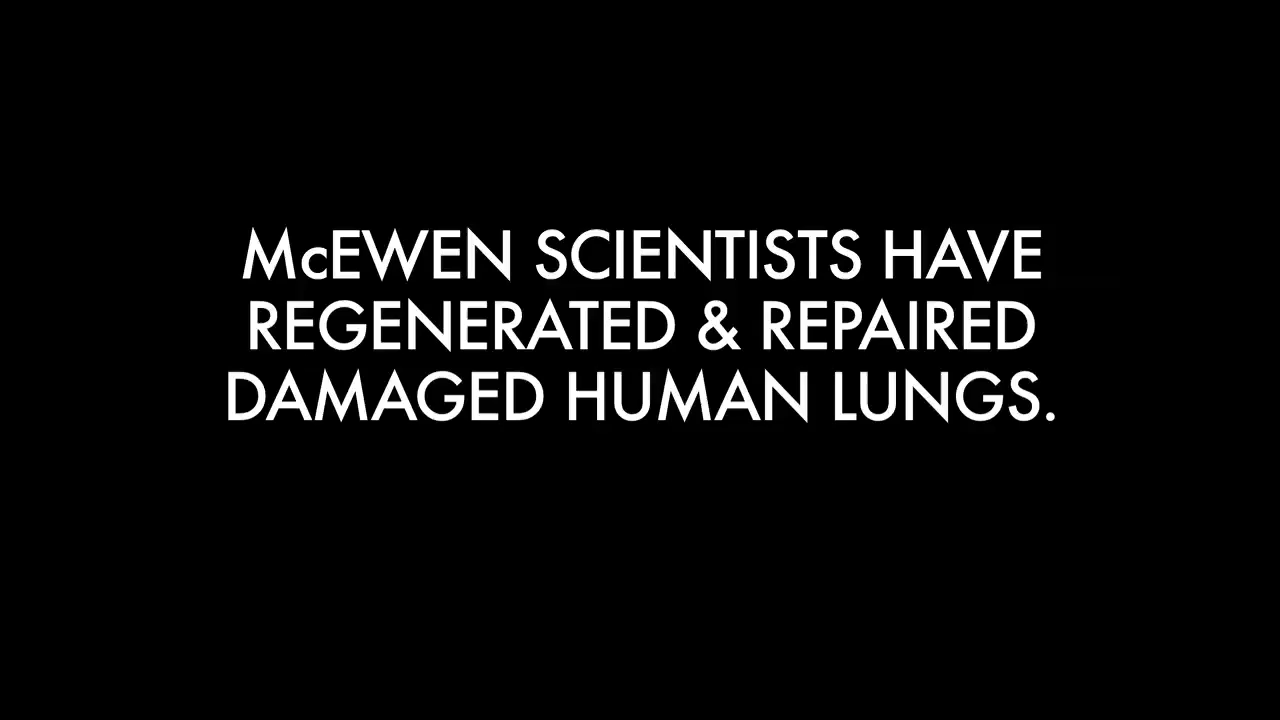 McEWEN SCIENTISTS HAVE
REGENERATED & REPAIRED
DAMAGED HUMAN LUNGS.